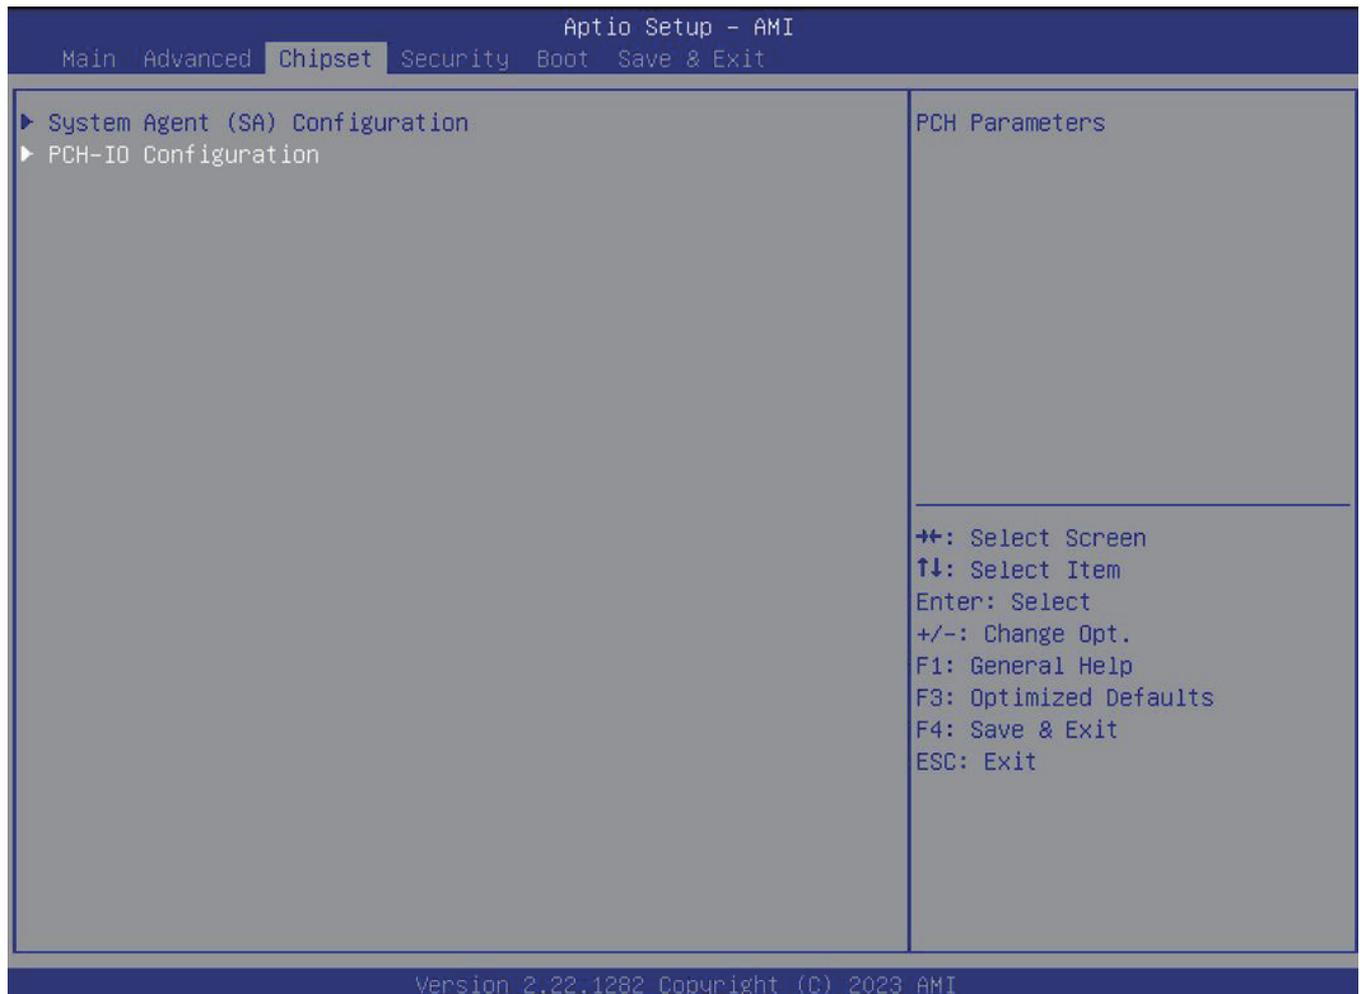 Aptio Setup – AMI
Main Advanced Chipset Security Boot Save & Exit
▶ System Agent (SA) Configuration
▶ PCH-IO Configuration
PCH Parameters
→←: Select Screen
↑↓: Select Item
Enter: Select
+/-: Change Opt.
F1: General Help
F3: Optimized Defaults
F4: Save & Exit
ESC: Exit
Version 2.22.1282 Copyright (C) 2023 AMI